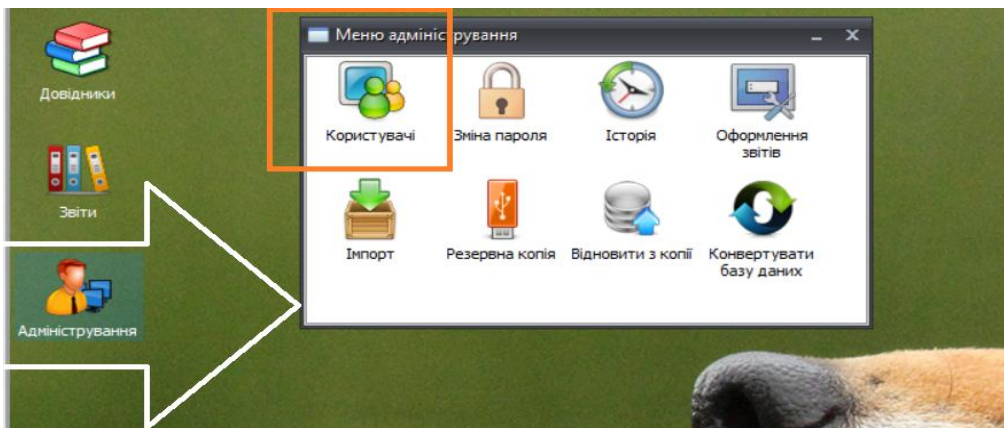 Довідники
Звіти
Адміністрування
Меню адміністрування
Користувачі
Зміна пароля
Історія
Оформлення
звітів
Імпорт
Резервна копія
Відновити з копії
Конвертувати
базу даних